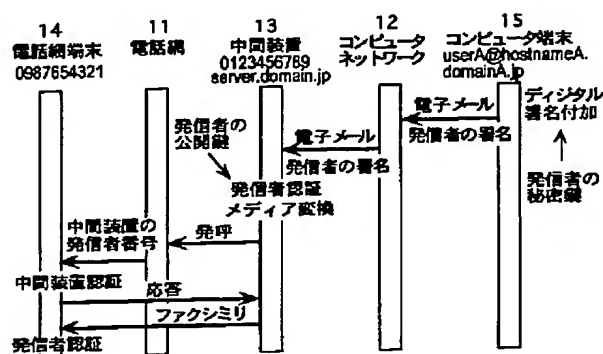 14
電話網端末
0987654321
11
電話網
13
中間装置
0123456789
server.domain.jp
12
コンピュータ
ネットワーク
15
コンピュータ端末
userA@hostnameA.
domainA.jp
ディジタル
署名付加
電子メール
発信者の署名
発信者の
秘密鍵
電子メール
発信者の署名
発信者の
公開鍵
発信者認証
メディア変換
発呼
中間装置の
発信者番号
中間装置認証
応答
ファクシミリ
発信者認証